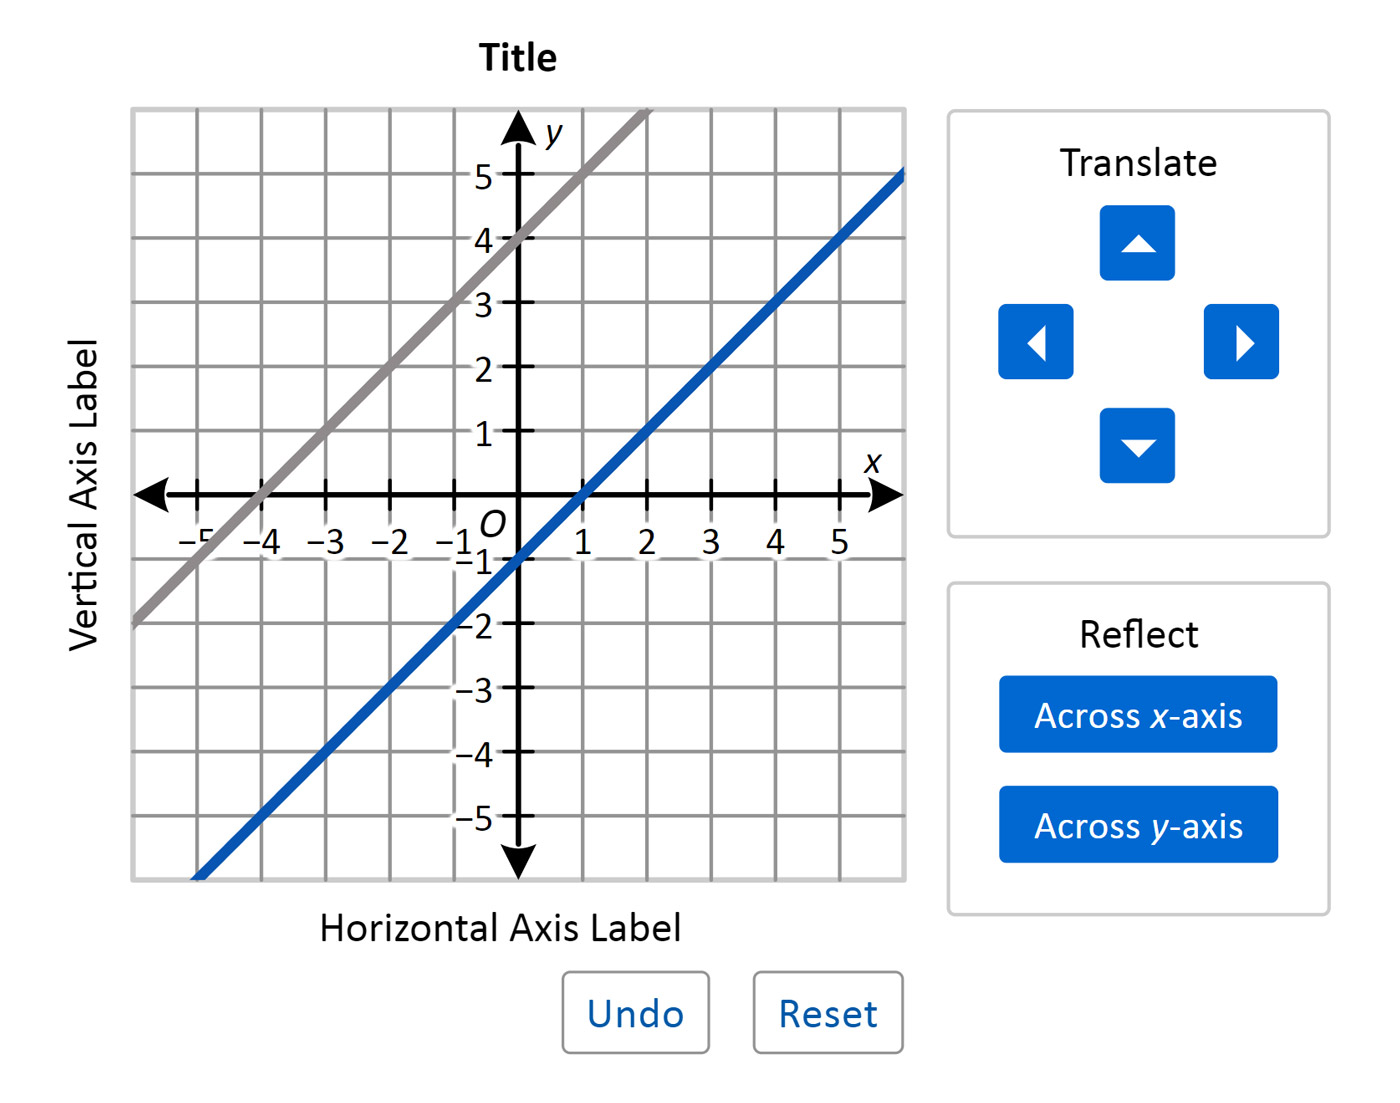 Title
y
5
4
3
2
1
x
O
−5 −4 −3 −2 −1 1 2 3 4 5
−1
−2
−3
−4
−5
Vertical Axis Label
Horizontal Axis Label
Undo Reset
Translate
Reflect
Across x-axis
Across y-axis